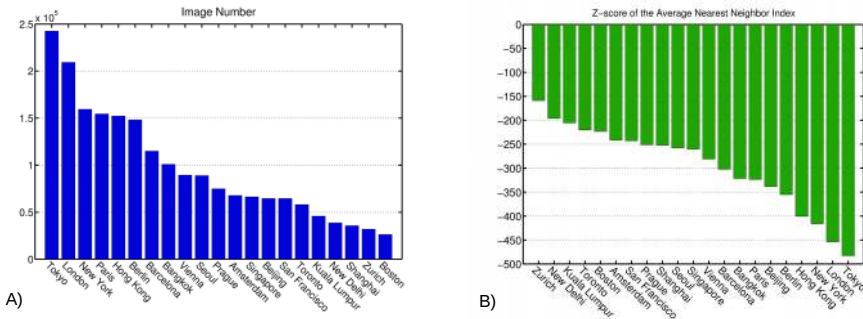 Image Number
2.5 x 10^5
2
1.5
1
0.5
0
Tokyo
London
New York
Paris
Hong Kong
Berlin
Barcelona
Bangkok
Vienna
Seoul
Prague
Amsterdam
Singapore
Beijing
San Francisco
Toronto
Kuala Lumpur
New Delhi
Shanghai
Zurich
Boston
A)
Z-score of the Average Nearest Neighbor Index
0
-50
-100
-150
-200
-250
-300
-350
-400
-450
-500
Zurich
New Delhi
Kuala Lumpur
Toronto
Boston
Amsterdam
San Francisco
Prague
Shanghai
Seoul
Singapore
Vienna
Barcelona
Bangkok
Paris
Beijing
Berlin
Hong Kong
New York
London
Tokyo
B)